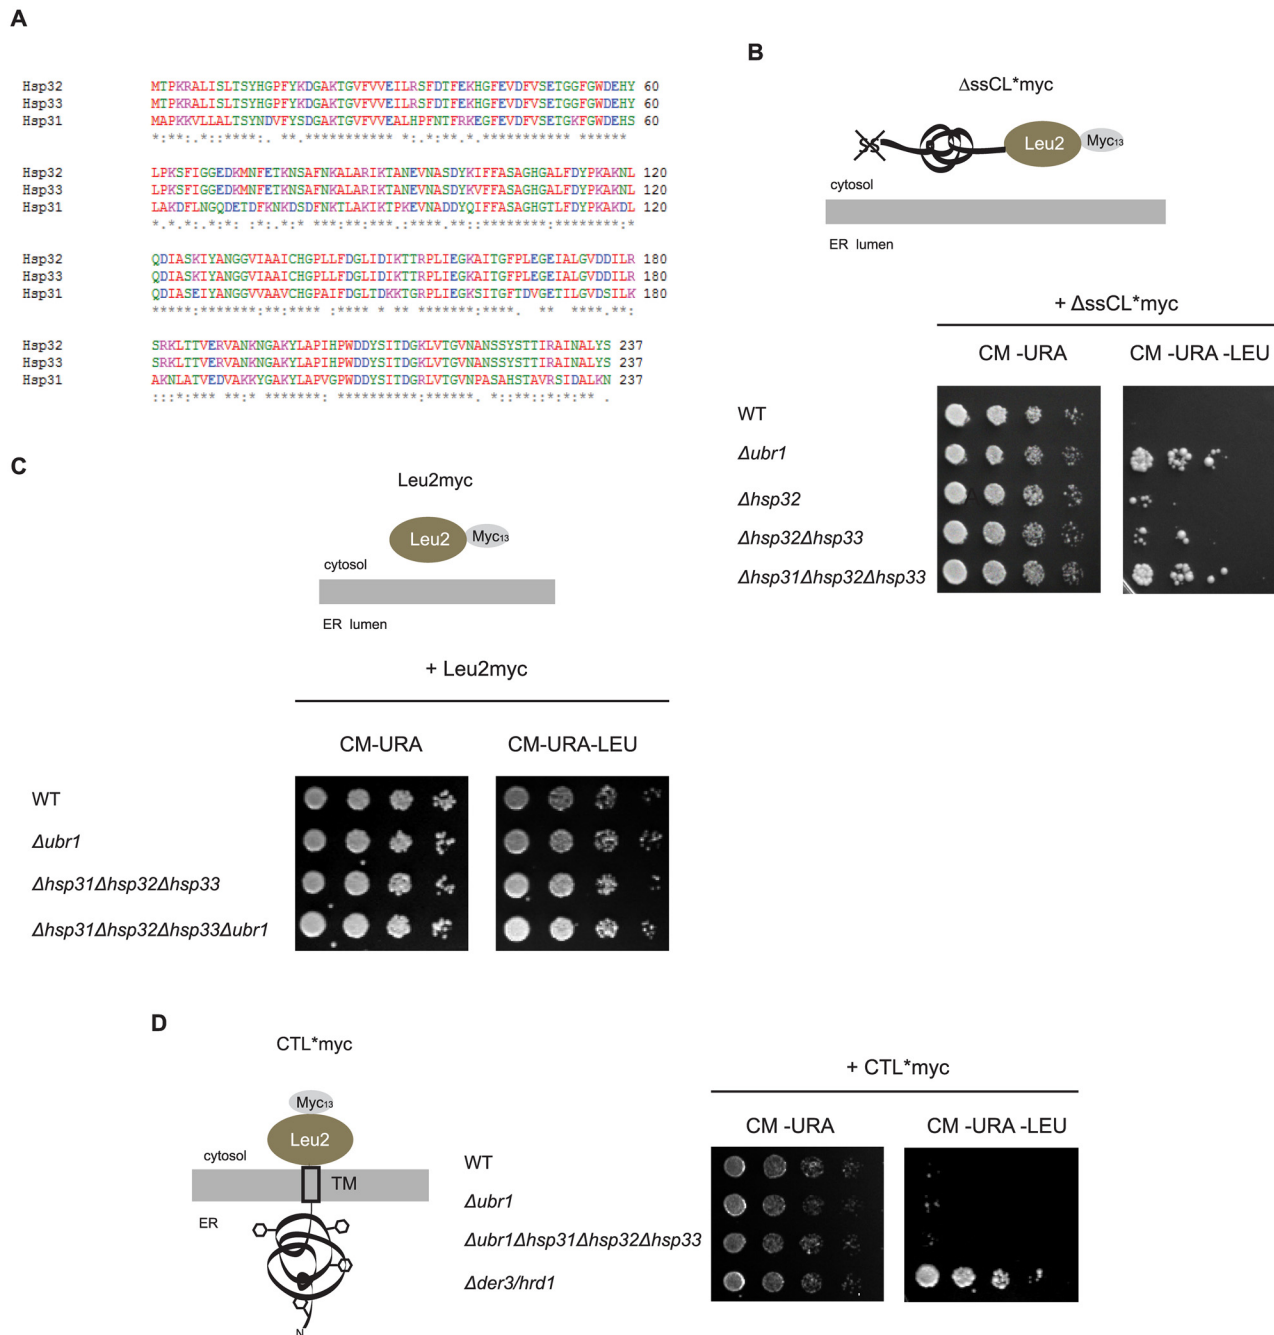 A
Hsp32 MTPKRALISLTSYHGPFYKDGAKTGVFVVEILRSFDTFEKHGFEVDFVSETGGFGWDEHY 60
Hsp33 MTPKRALISLTSYHGPFYKDGAKTGVFVVEILRSFDTFEKHGFEVDFVSETGGFGWDEHY 60
Hsp31 MAPKKVLLALTSYNDVFYSDGAKTGVFVVEALHPFNTFRKEGFEVDFVSETGKFGWDEHS 60
Hsp32 LPKSFIGGEDKMNFETKNSAFNKALARIKTANEVNASDYKIFFASAGHGALFDYPKAKNL 120
Hsp33 LPKSFIGGEDKMNFETKNSAFNKALARIKTANEVNASDYKVFFASAGHGALFDYPKAKNL 120
Hsp31 LAKDFLNGQDETDFKNKDSDFNKTLAKIKTPKEVNADDYQIFFASAGHGTLFDYPKAKDL 120
Hsp32 QDIASKIYANGGVIAAICHGPLLFDGLIDIKTTRPLIEGKAITGFPLEGEIALGVDDILR 180
Hsp33 QDIASKIYANGGVIAAICHGPLLFDGLIDIKTTRPLIEGKAITGFPLEGEIALGVDDILR 180
Hsp31 QDIASEIYANGGVVAAVCHGPAIFDGLTDKKTGRPLIEGKSITGFTDVGETILGVDSILK 180
Hsp32 SRKLTTVERVANKNGAKYLAPIHPWDDYSITDGKLVTGVNANSSYSTTIRAINALYS 237
Hsp33 SRKLTTVERVANKNGAKYLAPIHPWDDYSITDGKLVTGVNANSSYSTTIRAINALYS 237
Hsp31 AKNLATVEDVAKKYGAKYLAPVGPWDDYSITDGRLVTGVNPASAHSTAVRSIDALKN 237
B
ΔssCL*myc
SS
Leu2
Myc13
cytosol
ER lumen
+ ΔssCL*myc
CM -URA
CM -URA -LEU
WT
Δubr1
Δhsp32
Δhsp32Δhsp33
Δhsp31Δhsp32Δhsp33
C
Leu2myc
Leu2
Myc13
cytosol
ER lumen
+ Leu2myc
CM-URA
CM-URA-LEU
WT
Δubr1
Δhsp31Δhsp32Δhsp33
Δhsp31Δhsp32Δhsp33Δubr1
D
CTL*myc
Myc13
Leu2
cytosol
TM
ER
N
+ CTL*myc
CM -URA
CM -URA -LEU
WT
Δubr1
Δubr1Δhsp31Δhsp32Δhsp33
Δder3/hrd1